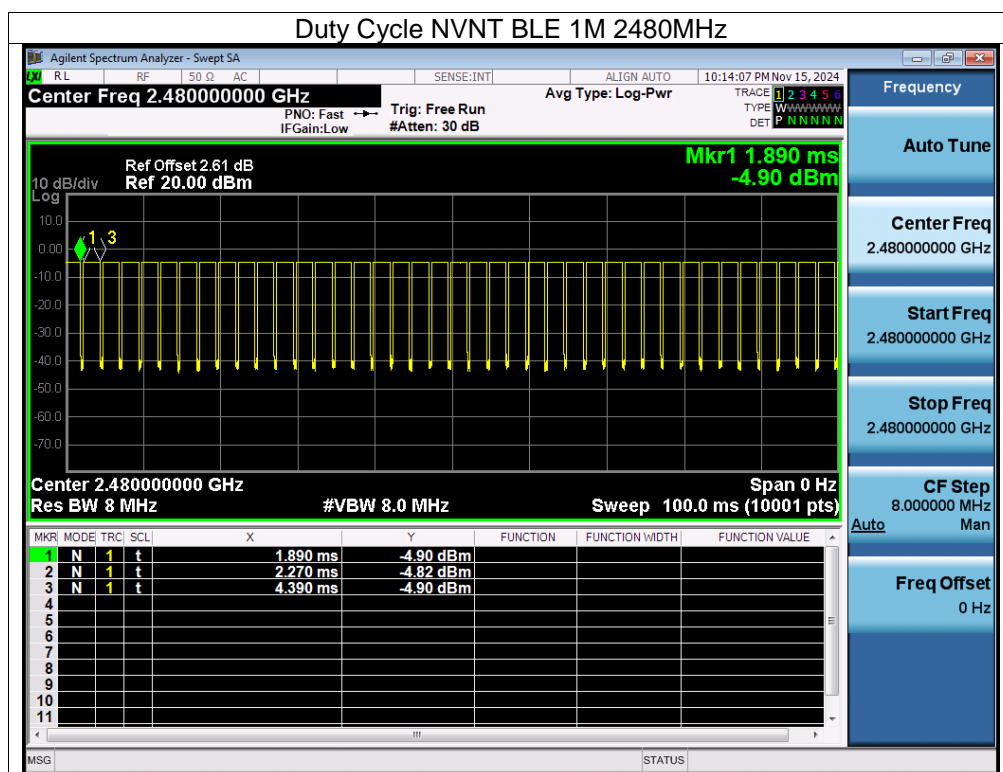 Duty Cycle NVNT BLE 1M 2480MHz
Agilent Spectrum Analyzer - Swept SA
RL RF 50 Ω AC SENSE:INT ALIGN AUTO 10:14:07 PM Nov 15, 2024
Center Freq 2.480000000 GHz
PNO: Fast
IFGain:Low
Trig: Free Run
#Atten: 30 dB
Avg Type: Log-Pwr
TRACE 1 2 3 4 5 6
TYPE WWWWWW
DET P N N N N N
Mkr1 1.890 ms
-4.90 dBm
Ref Offset 2.61 dB
10 dB/div Ref 20.00 dBm
Log
10.0
0.00
-10.0
-20.0
-30.0
-40.0
-50.0
-60.0
-70.0
1 3
Center 2.480000000 GHz Span 0 Hz
Res BW 8 MHz #VBW 8.0 MHz Sweep 100.0 ms (10001 pts)
MKR MODE TRC SCL X Y FUNCTION FUNCTION WIDTH FUNCTION VALUE
1 N 1 t 1.890 ms -4.90 dBm
2 N 1 t 2.270 ms -4.82 dBm
3 N 1 t 4.390 ms -4.90 dBm
4
5
6
7
8
9
10
11
MSG STATUS
Frequency
Auto Tune
Center Freq
2.480000000 GHz
Start Freq
2.480000000 GHz
Stop Freq
2.480000000 GHz
CF Step
8.000000 MHz
Auto Man
Freq Offset
0 Hz